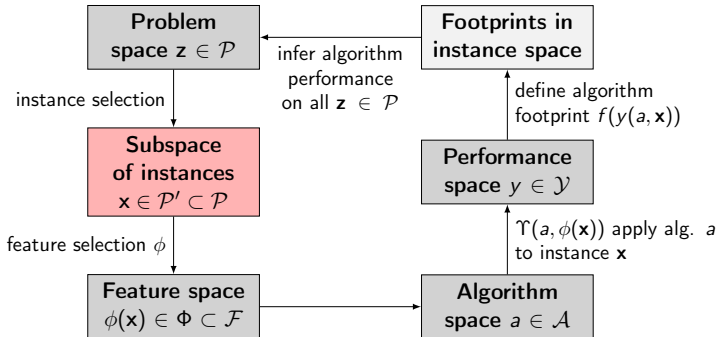 Problem
space z ∈ 𝒫
instance selection
Subspace
of instances
x ∈ 𝒫′ ⊂ 𝒫
feature selection ϕ
Feature space
ϕ(x) ∈ Φ ⊂ ℱ
Algorithm
space a ∈ 𝒜
ϒ(a, ϕ(x)) apply alg. a
to instance x
Performance
space y ∈ 𝒴
define algorithm
footprint f(y(a, x))
Footprints in
instance space
infer algorithm
performance
on all z ∈ 𝒫